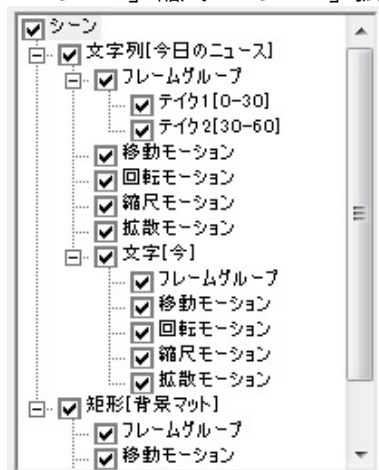 シーン
文字列[今日のニュース]
フレームグループ
テイク1[0-30]
テイク2[30-60]
移動モーション
回転モーション
縮尺モーション
拡散モーション
文字[今]
フレームグループ
移動モーション
回転モーション
縮尺モーション
拡散モーション
矩形[背景マット]
フレームグループ
移動モーション